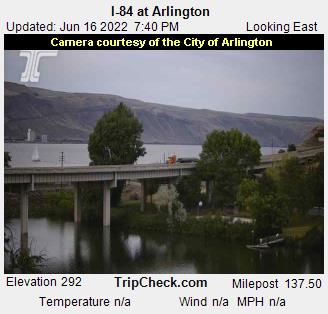 I-84 at Arlington
Updated: Jun 16 2022 7:40 PM Looking East
Camera courtesy of the City of Arlington
Elevation 292 TripCheck.com Milepost 137.50
Temperature n/a Wind n/a MPH n/a